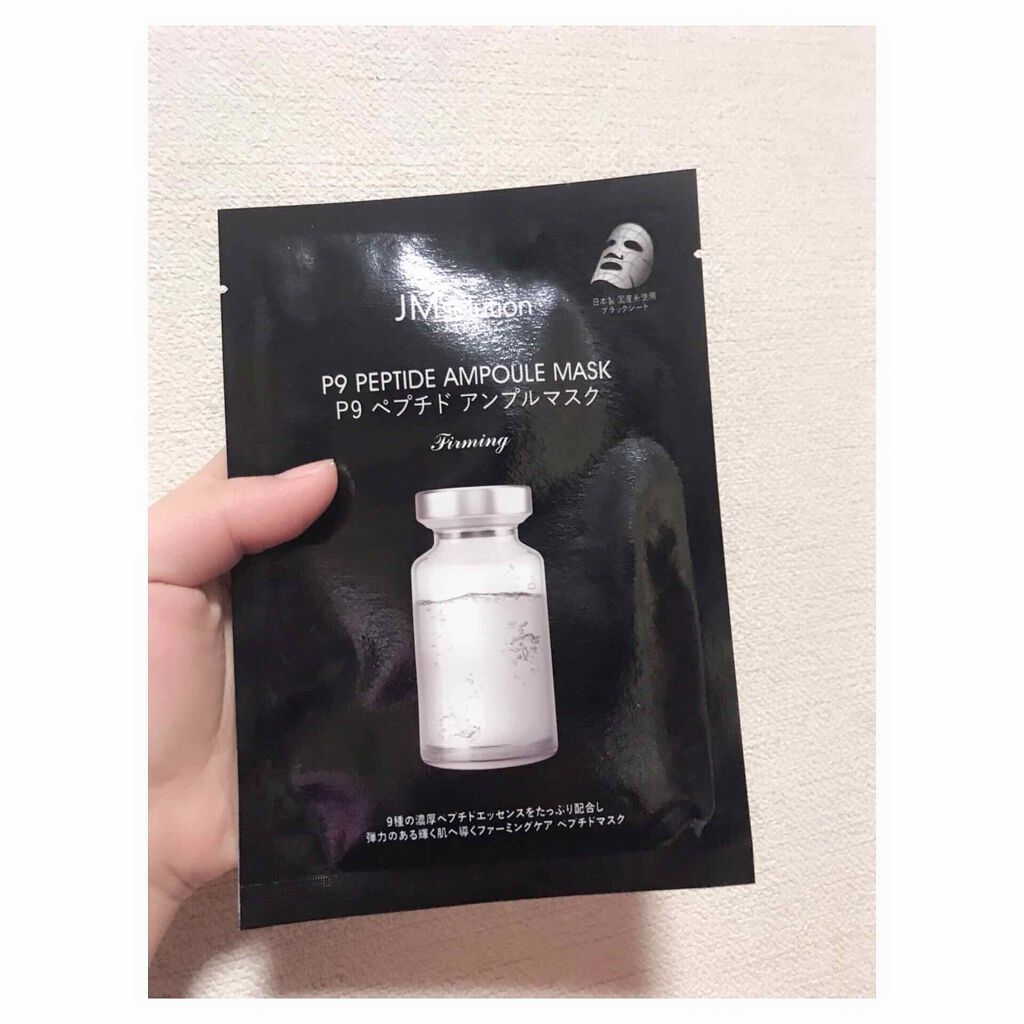 JM
日本製 国産糸使用
ブラックシート
P9 PEPTIDE AMPOULE MASK
P9 ペプチド アンプルマスク
Firming
9種の濃厚ペプチドエッセンスをたっぷり配合し
弾力のある輝く肌へ導くファーミングケア ペプチドマスク